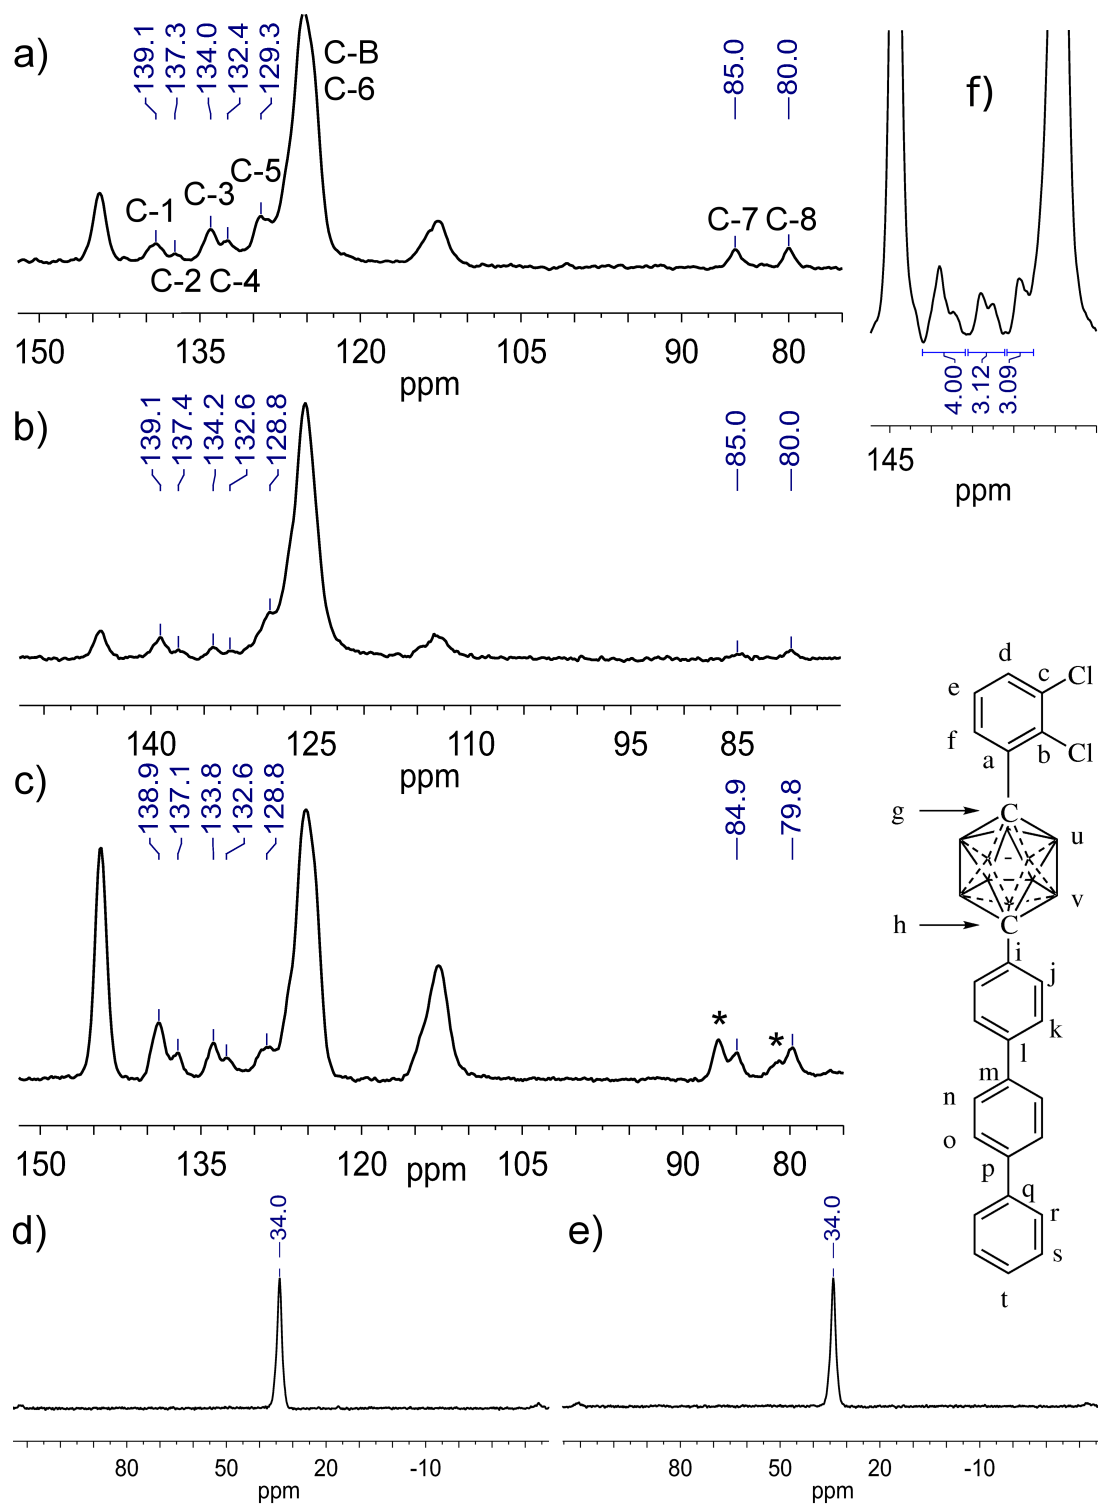 a)
139.1
137.3
134.0
132.4
129.3
C-B
C-6
85.0
80.0
C-1
C-2
C-3
C-4
C-5
C-7
C-8
150 135 120 105 90 80
ppm
f)
4.00
3.12
3.09
145
ppm
b)
139.1
137.4
134.2
132.6
128.8
85.0
80.0
140 125 110 95 85
ppm
c)
138.9
137.1
133.8
132.6
128.8
84.9
79.8
* *
150 135 120 105 90 80
ppm
d
c Cl
e
f
b Cl
a
g C
u
v
h C
i
j
k
l
m
n
o
p
q
r
s
t
d)
34.0
80 50 20 -10
ppm
e)
34.0
80 50 20 -10
ppm